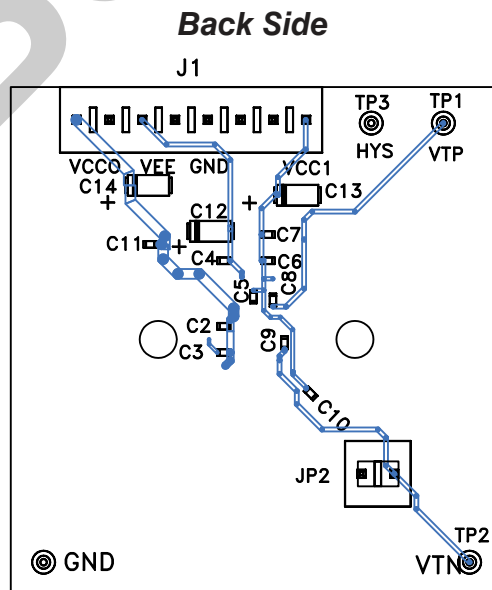 Back Side
J1
TP3 TP1
HYS VTP
VCCO VEE GND VCC1
C14 C13
C12
C7
C11
C4 C6
C5 C8
C2
C9
C3
C10
JP2
TP2
GND VTN